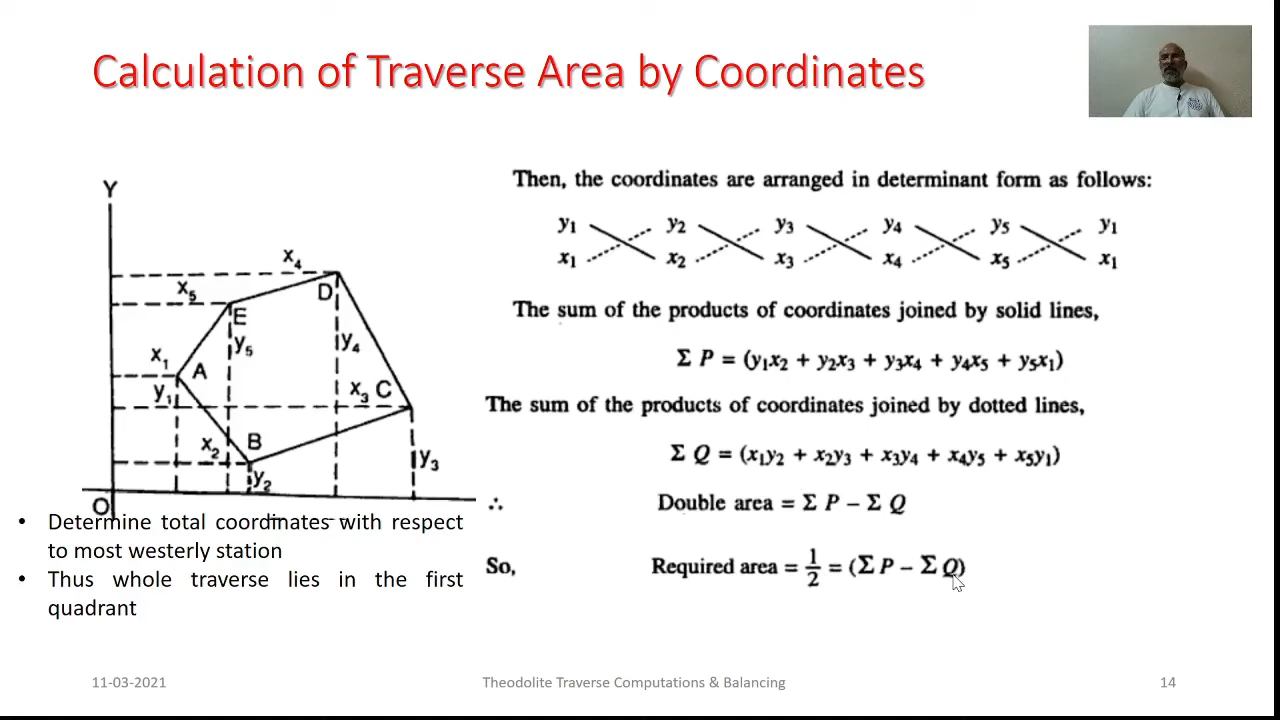 Calculation of Traverse Area by Coordinates
Y
x4
x5
D
E
y5
y4
x1
A
y1
x3 C
x2
B
y3
y2
O
• Determine total coordinates with respect
to most westerly station
• Thus whole traverse lies in the first
quadrant
Then, the coordinates are arranged in determinant form as follows:
y1 y2 y3 y4 y5 y1
x1 x2 x3 x4 x5 x1
The sum of the products of coordinates joined by solid lines,
Σ P = (y1x2 + y2x3 + y3x4 + y4x5 + y5x1)
The sum of the products of coordinates joined by dotted lines,
Σ Q = (x1y2 + x2y3 + x3y4 + x4y5 + x5y1)
∴ Double area = Σ P – Σ Q
So, Required area = 1/2 = (Σ P – Σ Q)
11-03-2021
Theodolite Traverse Computations & Balancing
14